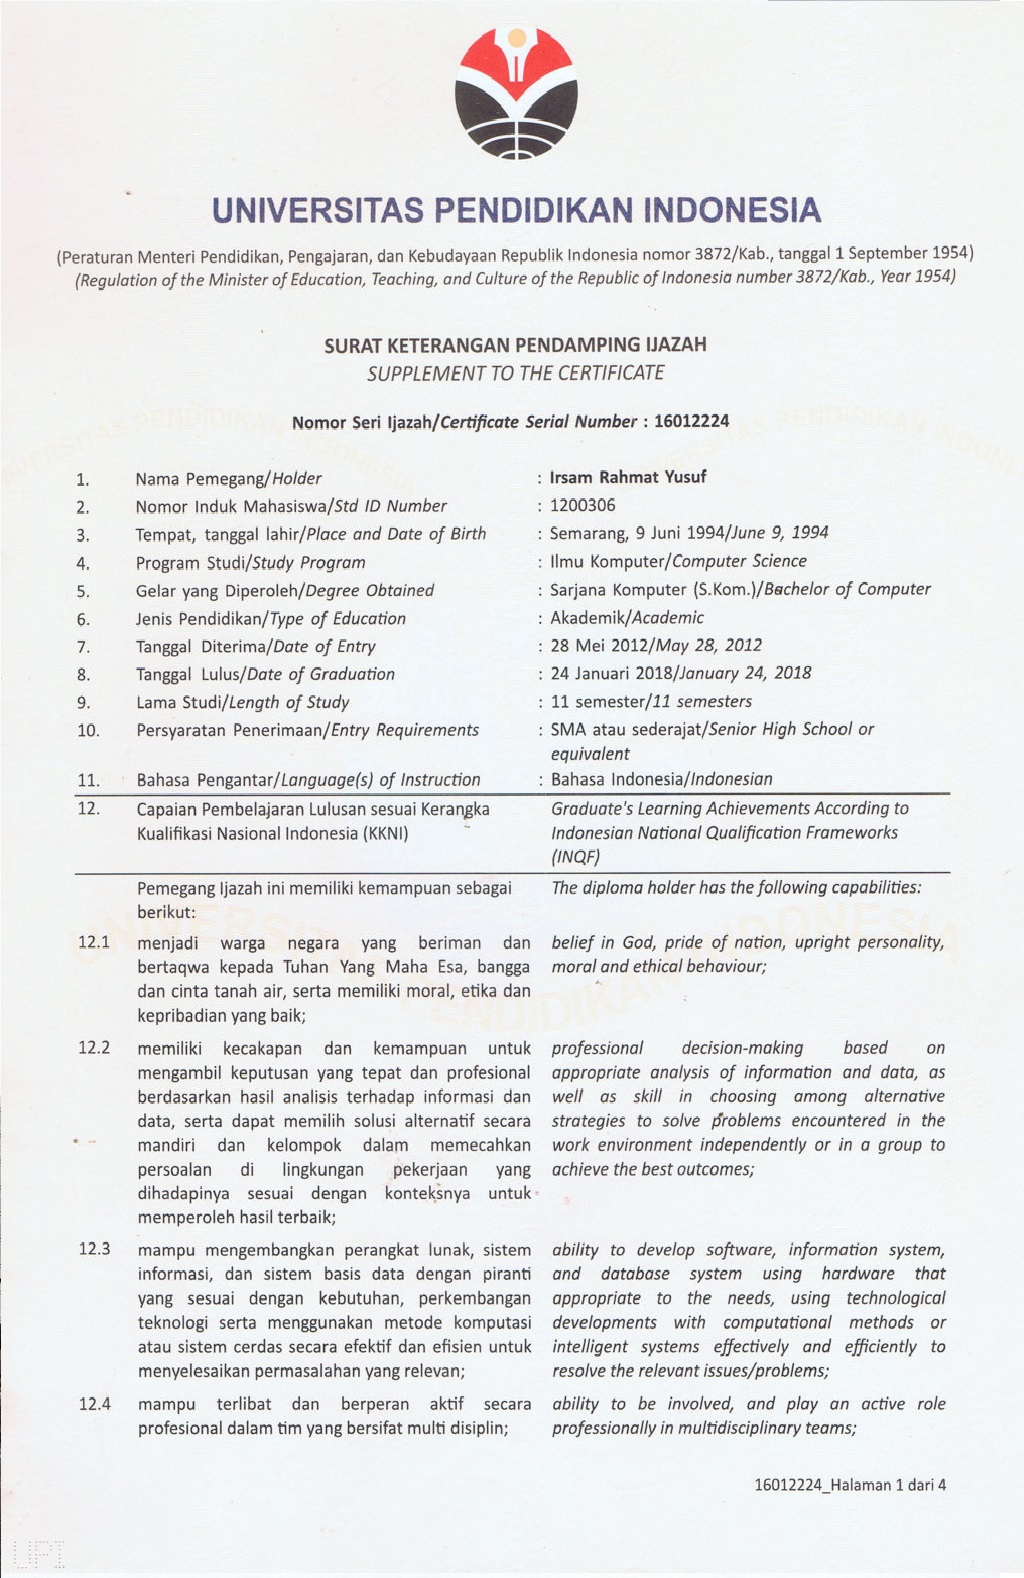 UNIVERSITAS PENDIDIKAN INDONESIA
(Peraturan Menteri Pendidikan, Pengajaran, dan Kebudayaan Republik Indonesia nomor 3872/Kab., tanggal 1 September 1954)
(Regulation of the Minister of Education, Teaching, and Culture of the Republic of Indonesia number 3872/Kab., Year 1954)
SURAT KETERANGAN PENDAMPING IJAZAH
SUPPLEMENT TO THE CERTIFICATE
Nomor Seri Ijazah/Certificate Serial Number : 16012224
1. Nama Pemegang/Holder : Irsam Rahmat Yusuf
2. Nomor Induk Mahasiswa/Std ID Number : 1200306
3. Tempat, tanggal lahir/Place and Date of Birth : Semarang, 9 Juni 1994/June 9, 1994
4. Program Studi/Study Program : Ilmu Komputer/Computer Science
5. Gelar yang Diperoleh/Degree Obtained : Sarjana Komputer (S.Kom.)/Bachelor of Computer
6. Jenis Pendidikan/Type of Education : Akademik/Academic
7. Tanggal Diterima/Date of Entry : 28 Mei 2012/May 28, 2012
8. Tanggal Lulus/Date of Graduation : 24 Januari 2018/January 24, 2018
9. Lama Studi/Length of Study : 11 semester/11 semesters
10. Persyaratan Penerimaan/Entry Requirements : SMA atau sederajat/Senior High School or
equivalent
11. Bahasa Pengantar/Language(s) of Instruction : Bahasa Indonesia/Indonesian
12. Capaian Pembelajaran Lulusan sesuai Kerangka
Kualifikasi Nasional Indonesia (KKNI)
Graduate's Learning Achievements According to
Indonesian National Qualification Frameworks
(INQF)
Pemegang Ijazah ini memiliki kemampuan sebagai
berikut:
The diploma holder has the following capabilities:
12.1 menjadi warga negara yang beriman dan
bertaqwa kepada Tuhan Yang Maha Esa, bangga
dan cinta tanah air, serta memiliki moral, etika dan
kepribadian yang baik;
belief in God, pride of nation, upright personality,
moral and ethical behaviour;
12.2 memiliki kecakapan dan kemampuan untuk
mengambil keputusan yang tepat dan profesional
berdasarkan hasil analisis terhadap informasi dan
data, serta dapat memilih solusi alternatif secara
mandiri dan kelompok dalam memecahkan
persoalan di lingkungan pekerjaan yang
dihadapinya sesuai dengan konteksnya untuk
memperoleh hasil terbaik;
professional decision-making based on
appropriate analysis of information and data, as
well as skill in choosing among alternative
strategies to solve problems encountered in the
work environment independently or in a group to
achieve the best outcomes;
12.3 mampu mengembangkan perangkat lunak, sistem
informasi, dan sistem basis data dengan piranti
yang sesuai dengan kebutuhan, perkembangan
teknologi serta menggunakan metode komputasi
atau sistem cerdas secara efektif dan efisien untuk
menyelesaikan permasalahan yang relevan;
ability to develop software, information system,
and database system using hardware that
appropriate to the needs, using technological
developments with computational methods or
intelligent systems effectively and efficiently to
resolve the relevant issues/problems;
12.4 mampu terlibat dan berperan aktif secara
profesional dalam tim yang bersifat multi disiplin;
ability to be involved, and play an active role
professionally in multidisciplinary teams;
16012224_Halaman 1 dari 4
UPI